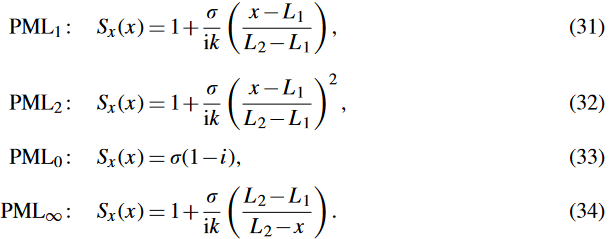 PML₁: Sₓ(x) = 1 + σ/(ik) ( (x − L₁)/(L₂ − L₁) ), (31)
PML₂: Sₓ(x) = 1 + σ/(ik) ( (x − L₁)/(L₂ − L₁) )², (32)
PML₀: Sₓ(x) = σ(1 − i), (33)
PML∞: Sₓ(x) = 1 + σ/(ik) ( (L₂ − L₁)/(L₂ − x) ). (34)